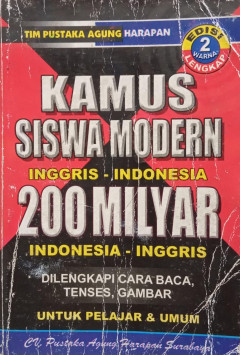 TIM PUSTAKA AGUNG HARAPAN
EDISI
2
WARNA
LENGKAP
KAMUS
SISWA MODERN
INGGRIS - INDONESIA
200 MILYAR
INDONESIA - INGGRIS
DILENGKAPI CARA BACA,
TENSES, GAMBAR
UNTUK PELAJAR & UMUM
CV. Pustaka Agung Harapan Surabaya